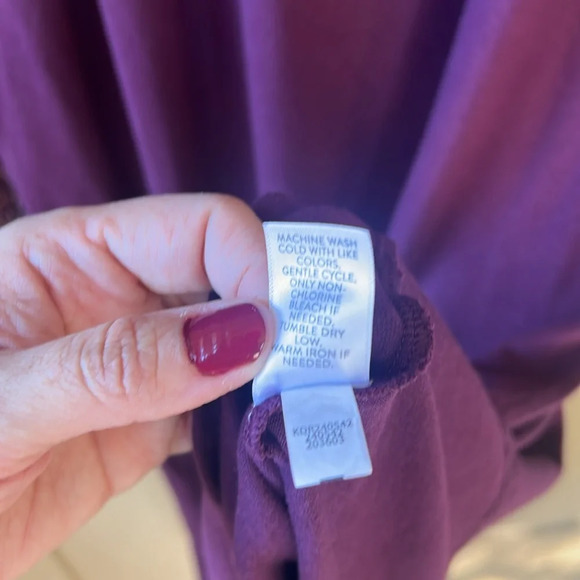 MACHINE WASH
COLD WITH LIKE
COLORS,
GENTLE CYCLE,
ONLY NON-
CHLORINE
BLEACH IF
NEEDED,
TUMBLE DRY
LOW,
WARM IRON IF
NEEDED.
203603